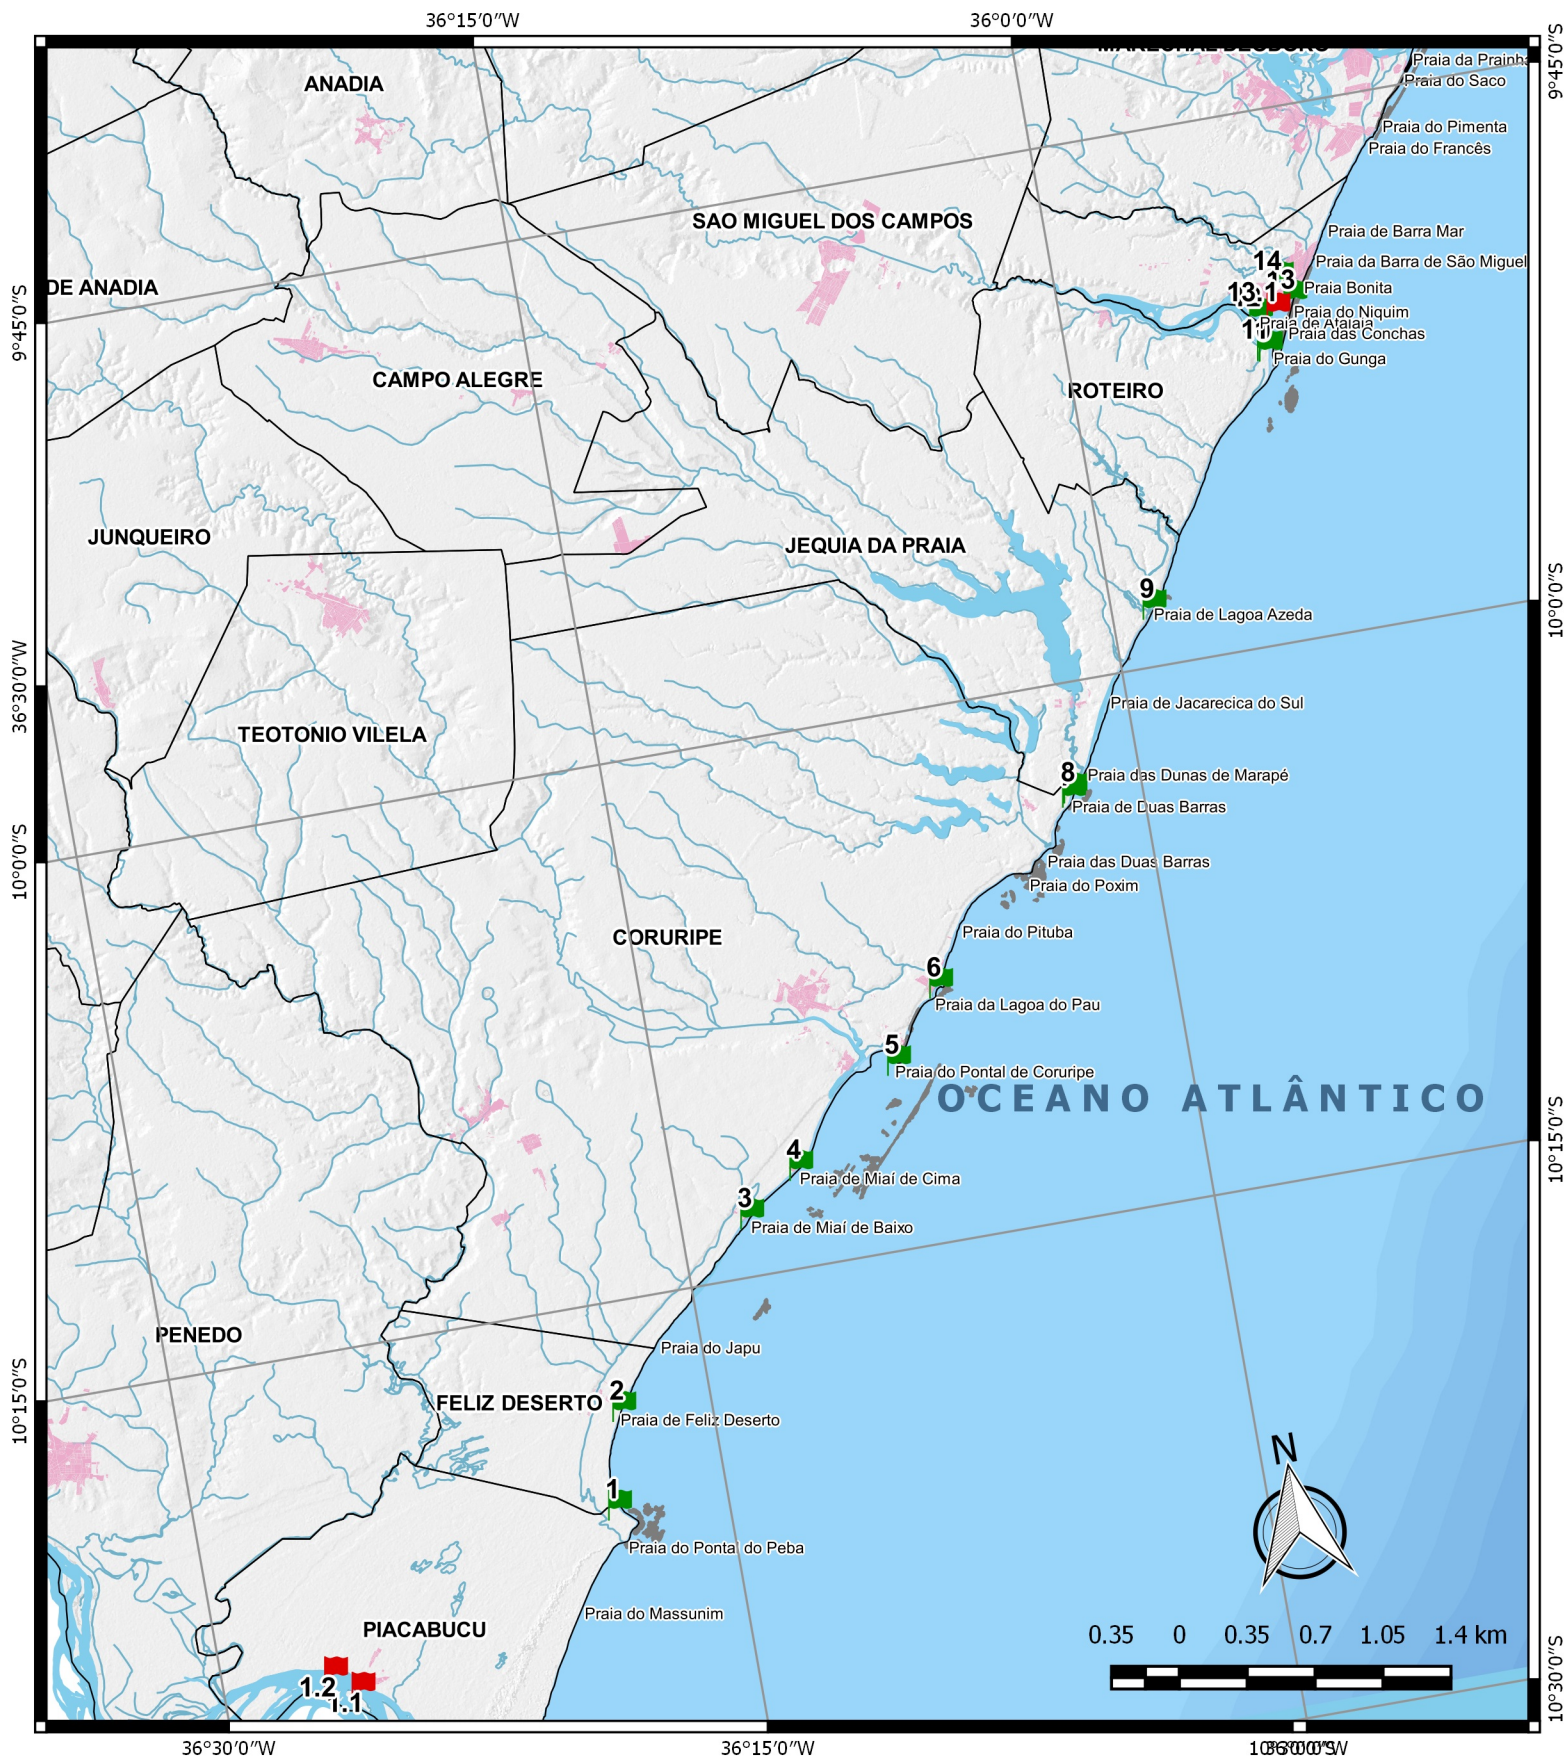 36°15'0''W
36°0'0''W
9°45'0''S
MARECHAL DEODORO
Praia da Prainha
ANADIA
Praia do Saco
Praia do Pimenta
Praia do Francês
SAO MIGUEL DOS CAMPOS
Praia de Barra Mar
14
Praia da Barra de São Miguel
DE ANADIA
13
Praia Bonita
13.1
Praia do Niquim
Praia de Atalaia
Praia das Conchas
9°45'0''S
11
Praia do Gunga
CAMPO ALEGRE
ROTEIRO
JUNQUEIRO
JEQUIA DA PRAIA
9
10°0'0''S
Praia de Lagoa Azeda
36°30'0''W
Praia de Jacarecica do Sul
TEOTONIO VILELA
8
Praia das Dunas de Marapé
Praia de Duas Barras
10°0'0''S
Praia das Duas Barras
Praia do Poxim
CORURIPE
Praia do Pituba
6
Praia da Lagoa do Pau
5
Praia do Pontal de Coruripe
OCEANO ATLÂNTICO
10°15'0''S
4
Praia de Miaí de Cima
3
Praia de Miaí de Baixo
PENEDO
Praia do Japu
10°15'0''S
2
FELIZ DESERTO
Praia de Feliz Deserto
N
1
Praia do Pontal do Peba
Praia do Massunim
PIACABUCU
0.35 0 0.35 0.7 1.05 1.4 km
1.2
1.1
10°30'0''S
36°30'0''W
36°15'0''W
36°0'0''W